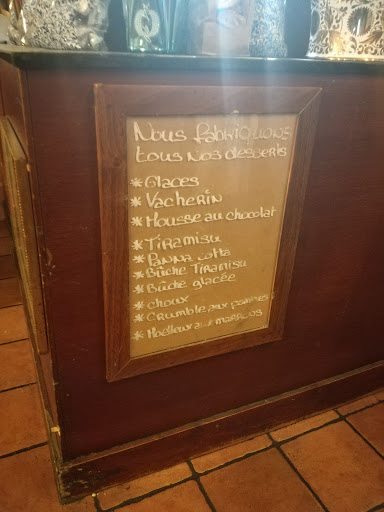 Nous fabriquons
tous nos desserts
* Glaces
* Vacherin
* Mousse au chocolat
* Tiramisu
* Panna cotta
* Bûche Tiramisu
* Bûche glacée
* choux
* Crumble aux pommes
* Moelleux aux marrons